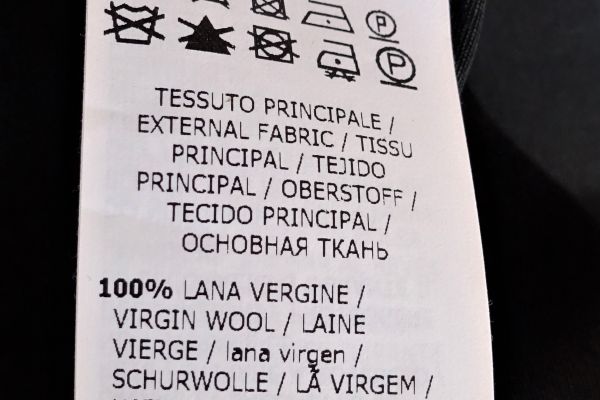 P
P
TESSUTO PRINCIPALE /
EXTERNAL FABRIC / TISSU
PRINCIPAL / TEJIDO
PRINCIPAL / OBERSTOFF /
TECIDO PRINCIPAL /
ОСНОВНАЯ ТКАНЬ
100% LANA VERGINE /
VIRGIN WOOL / LAINE
VIERGE / lana virgen /
SCHURWOLLE / LÃ VIRGEM /